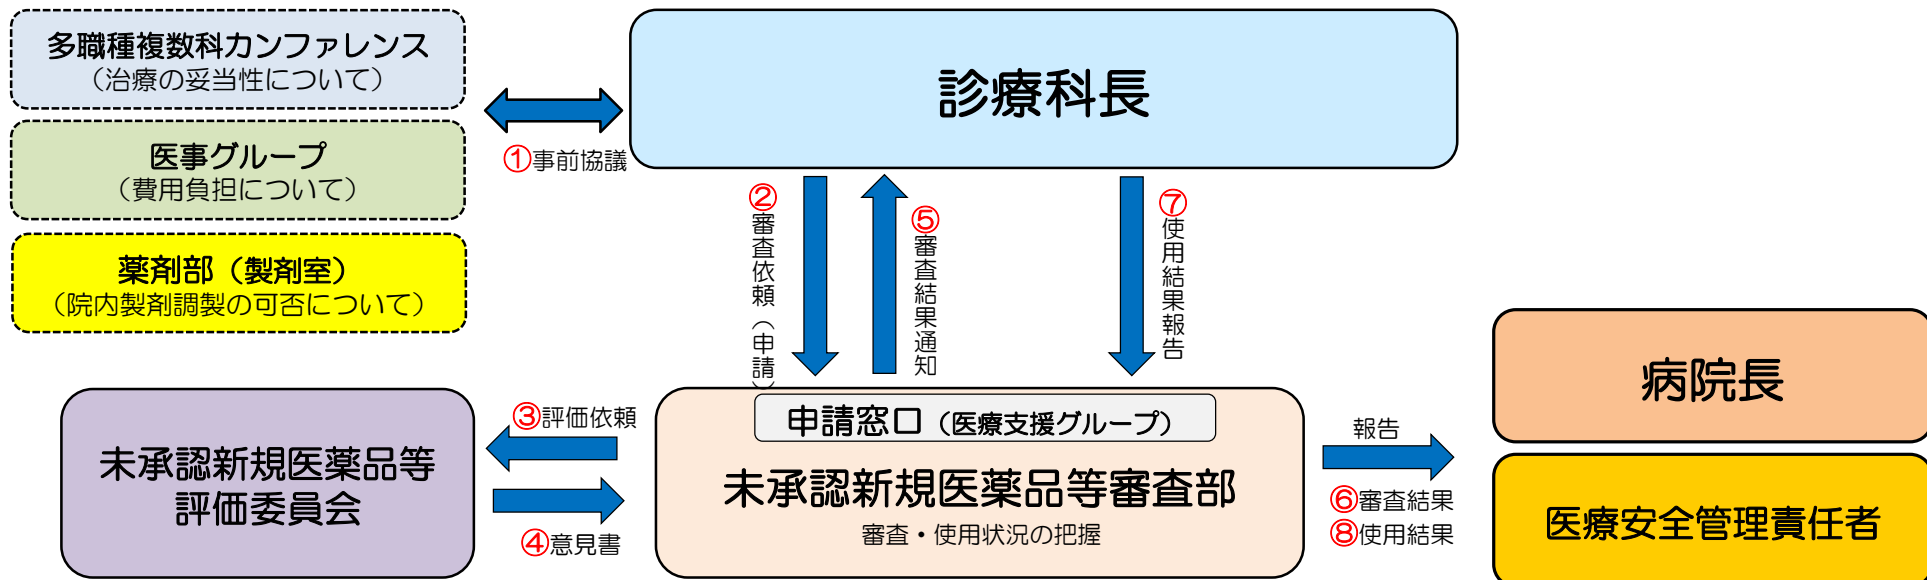 多職種複数科カンファレンス
（治療の妥当性について）
医事グループ
（費用負担について）
薬剤部（製剤室）
（院内製剤調製の可否について）
診療科長
①事前協議
②審査依頼（申請）
⑤審査結果通知
⑦使用結果報告
未承認新規医薬品等
評価委員会
③評価依頼
④意見書
申請窓口（医療支援グループ）
未承認新規医薬品等審査部
審査・使用状況の把握
報告
⑥審査結果
⑧使用結果
病院長
医療安全管理責任者